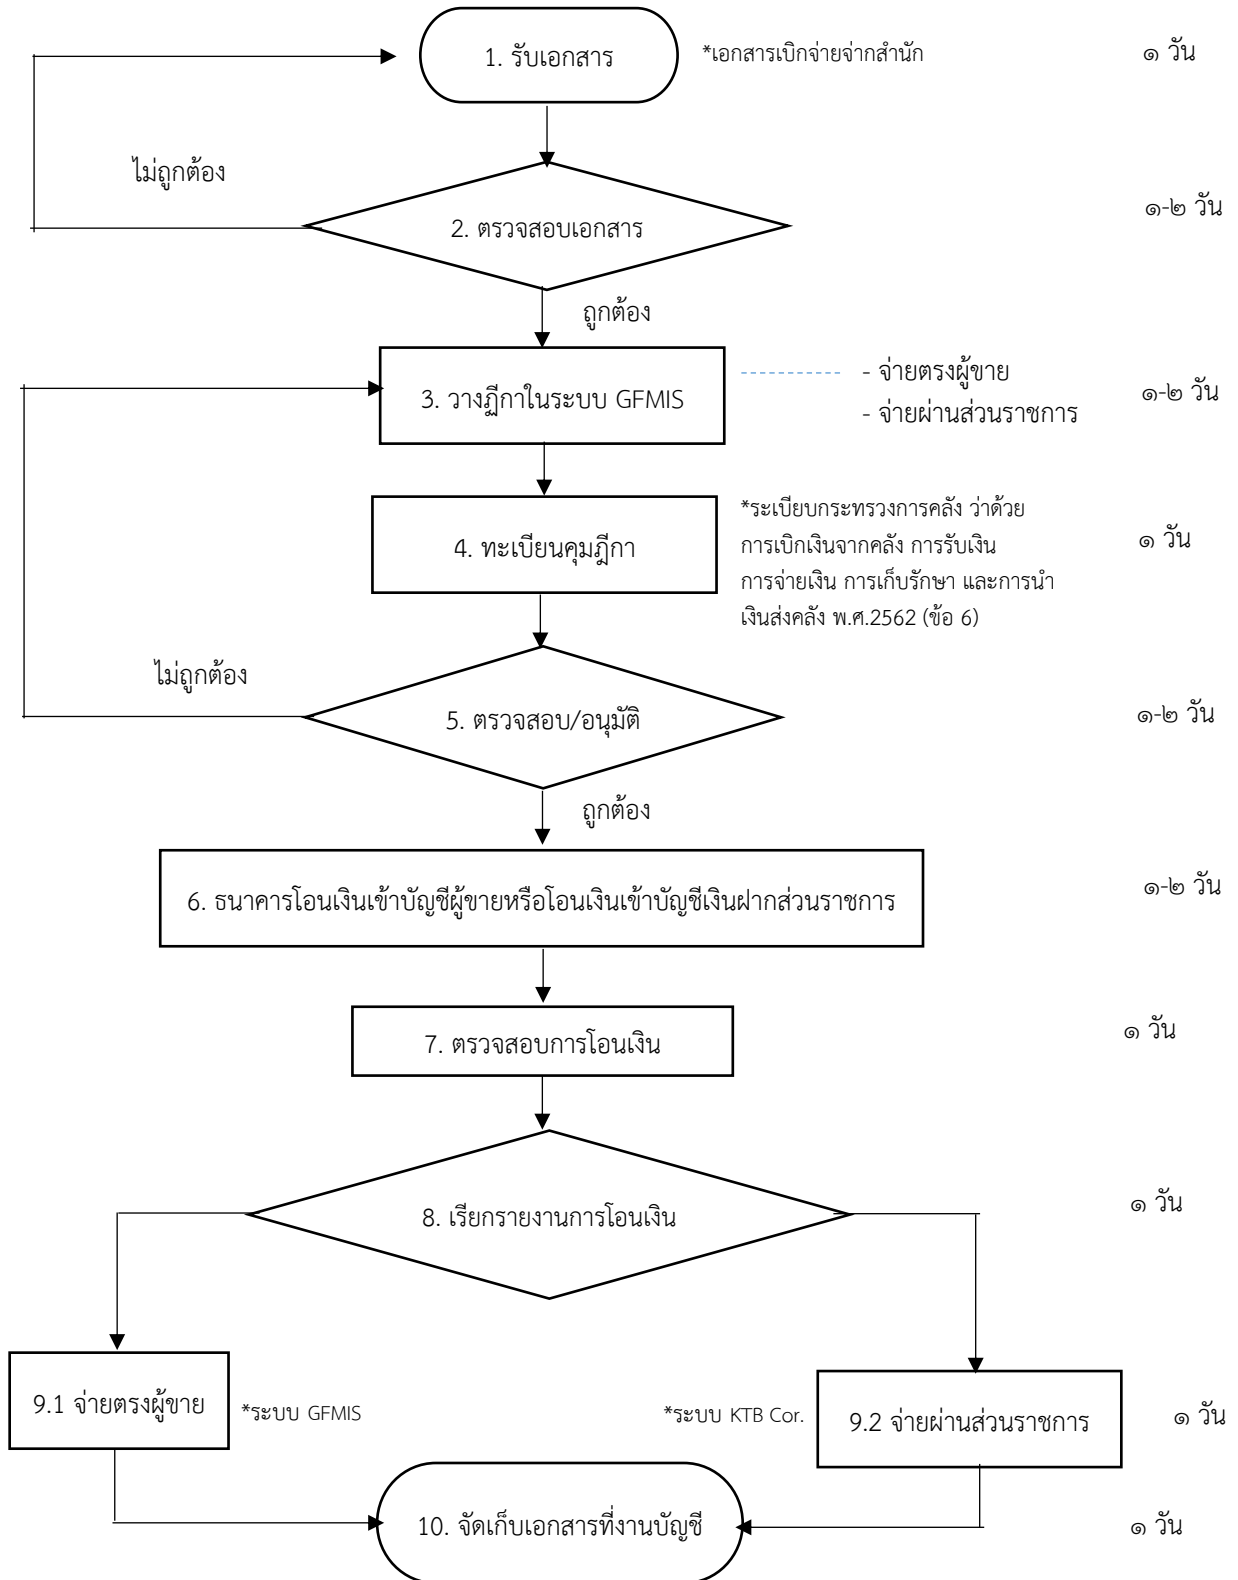 1. รับเอกสาร
*เอกสารเบิกจ่ายจ่ากสำนัก
๑ วัน
ไม่ถูกต้อง
2. ตรวจสอบเอกสาร
๑-๒ วัน
ถูกต้อง
3. วางฏีกาในระบบ GFMIS
- จ่ายตรงผู้ขาย
- จ่ายผ่านส่วนราชการ
๑-๒ วัน
4. ทะเบียนคุมฎีกา
*ระเบียบกระทรวงการคลัง ว่าด้วย
การเบิกเงินจากคลัง การรับเงิน
การจ่ายเงิน การเก็บรักษา และการนำ
เงินส่งคลัง พ.ศ.2562 (ข้อ 6)
๑ วัน
ไม่ถูกต้อง
5. ตรวจสอบ/อนุมัติ
๑-๒ วัน
ถูกต้อง
6. ธนาคารโอนเงินเข้าบัญชีผู้ขายหรือโอนเงินเข้าบัญชีเงินฝากส่วนราชการ
๑-๒ วัน
7. ตรวจสอบการโอนเงิน
๑ วัน
8. เรียกรายงานการโอนเงิน
๑ วัน
9.1 จ่ายตรงผู้ขาย
*ระบบ GFMIS
*ระบบ KTB Cor.
9.2 จ่ายผ่านส่วนราชการ
๑ วัน
10. จัดเก็บเอกสารที่งานบัญชี
๑ วัน